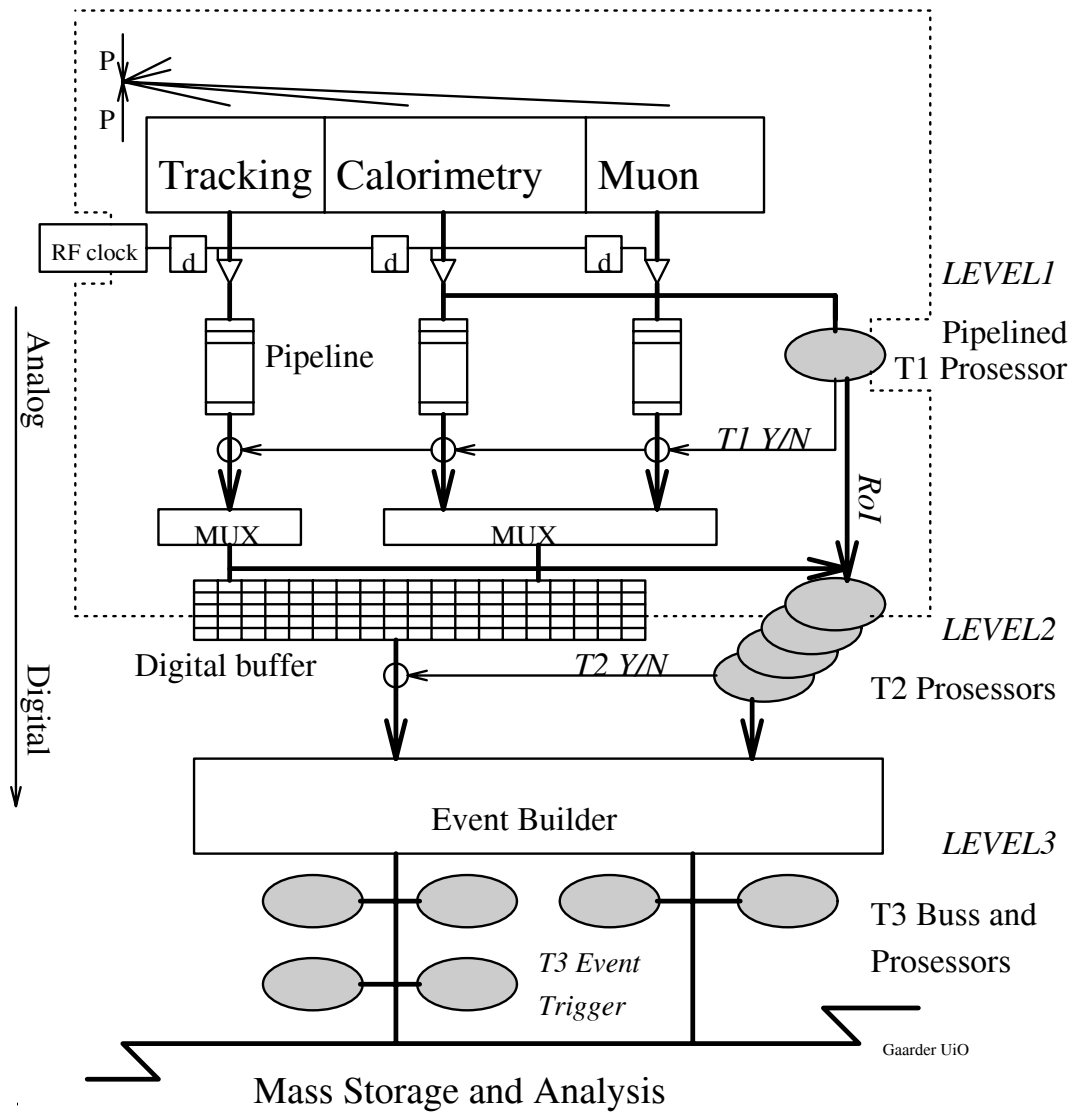 P
P
Tracking Calorimetry Muon
RF clock d d d
LEVEL1
Pipelined
T1 Prosessor
Analog
Pipeline
T1 Y/N
RoI
MUX MUX
LEVEL2
Digital buffer
T2 Y/N
T2 Prosessors
Digital
Event Builder
LEVEL3
T3 Buss and
Prosessors
T3 Event
Trigger
Gaarder UiO
Mass Storage and Analysis